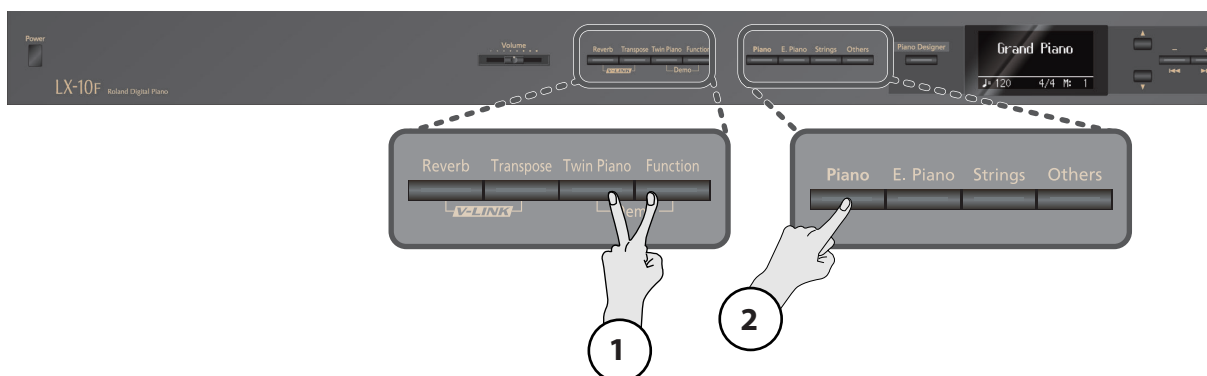 Power
Volume
Reverb Transpose Twin Piano Function
V-LINK Demo
Piano E. Piano Strings Others
Piano Designer
Grand Piano
♩= 120 4/4 M: 1
- +
LX-10F Roland Digital Piano
Reverb Transpose Twin Piano Function
V-LINK
Piano E. Piano Strings Others
1
2